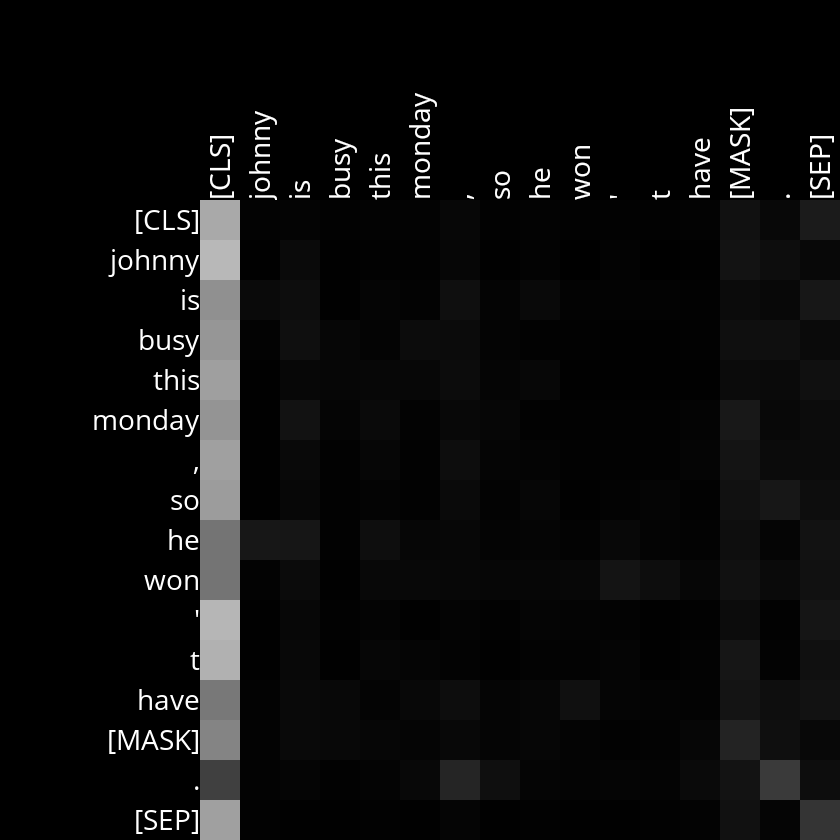 [CLS] johnny is busy this monday , so he won ' t have [MASK] . [SEP]
[CLS]
johnny
is
busy
this
monday
,
so
he
won
'
t
have
[MASK]
.
[SEP]